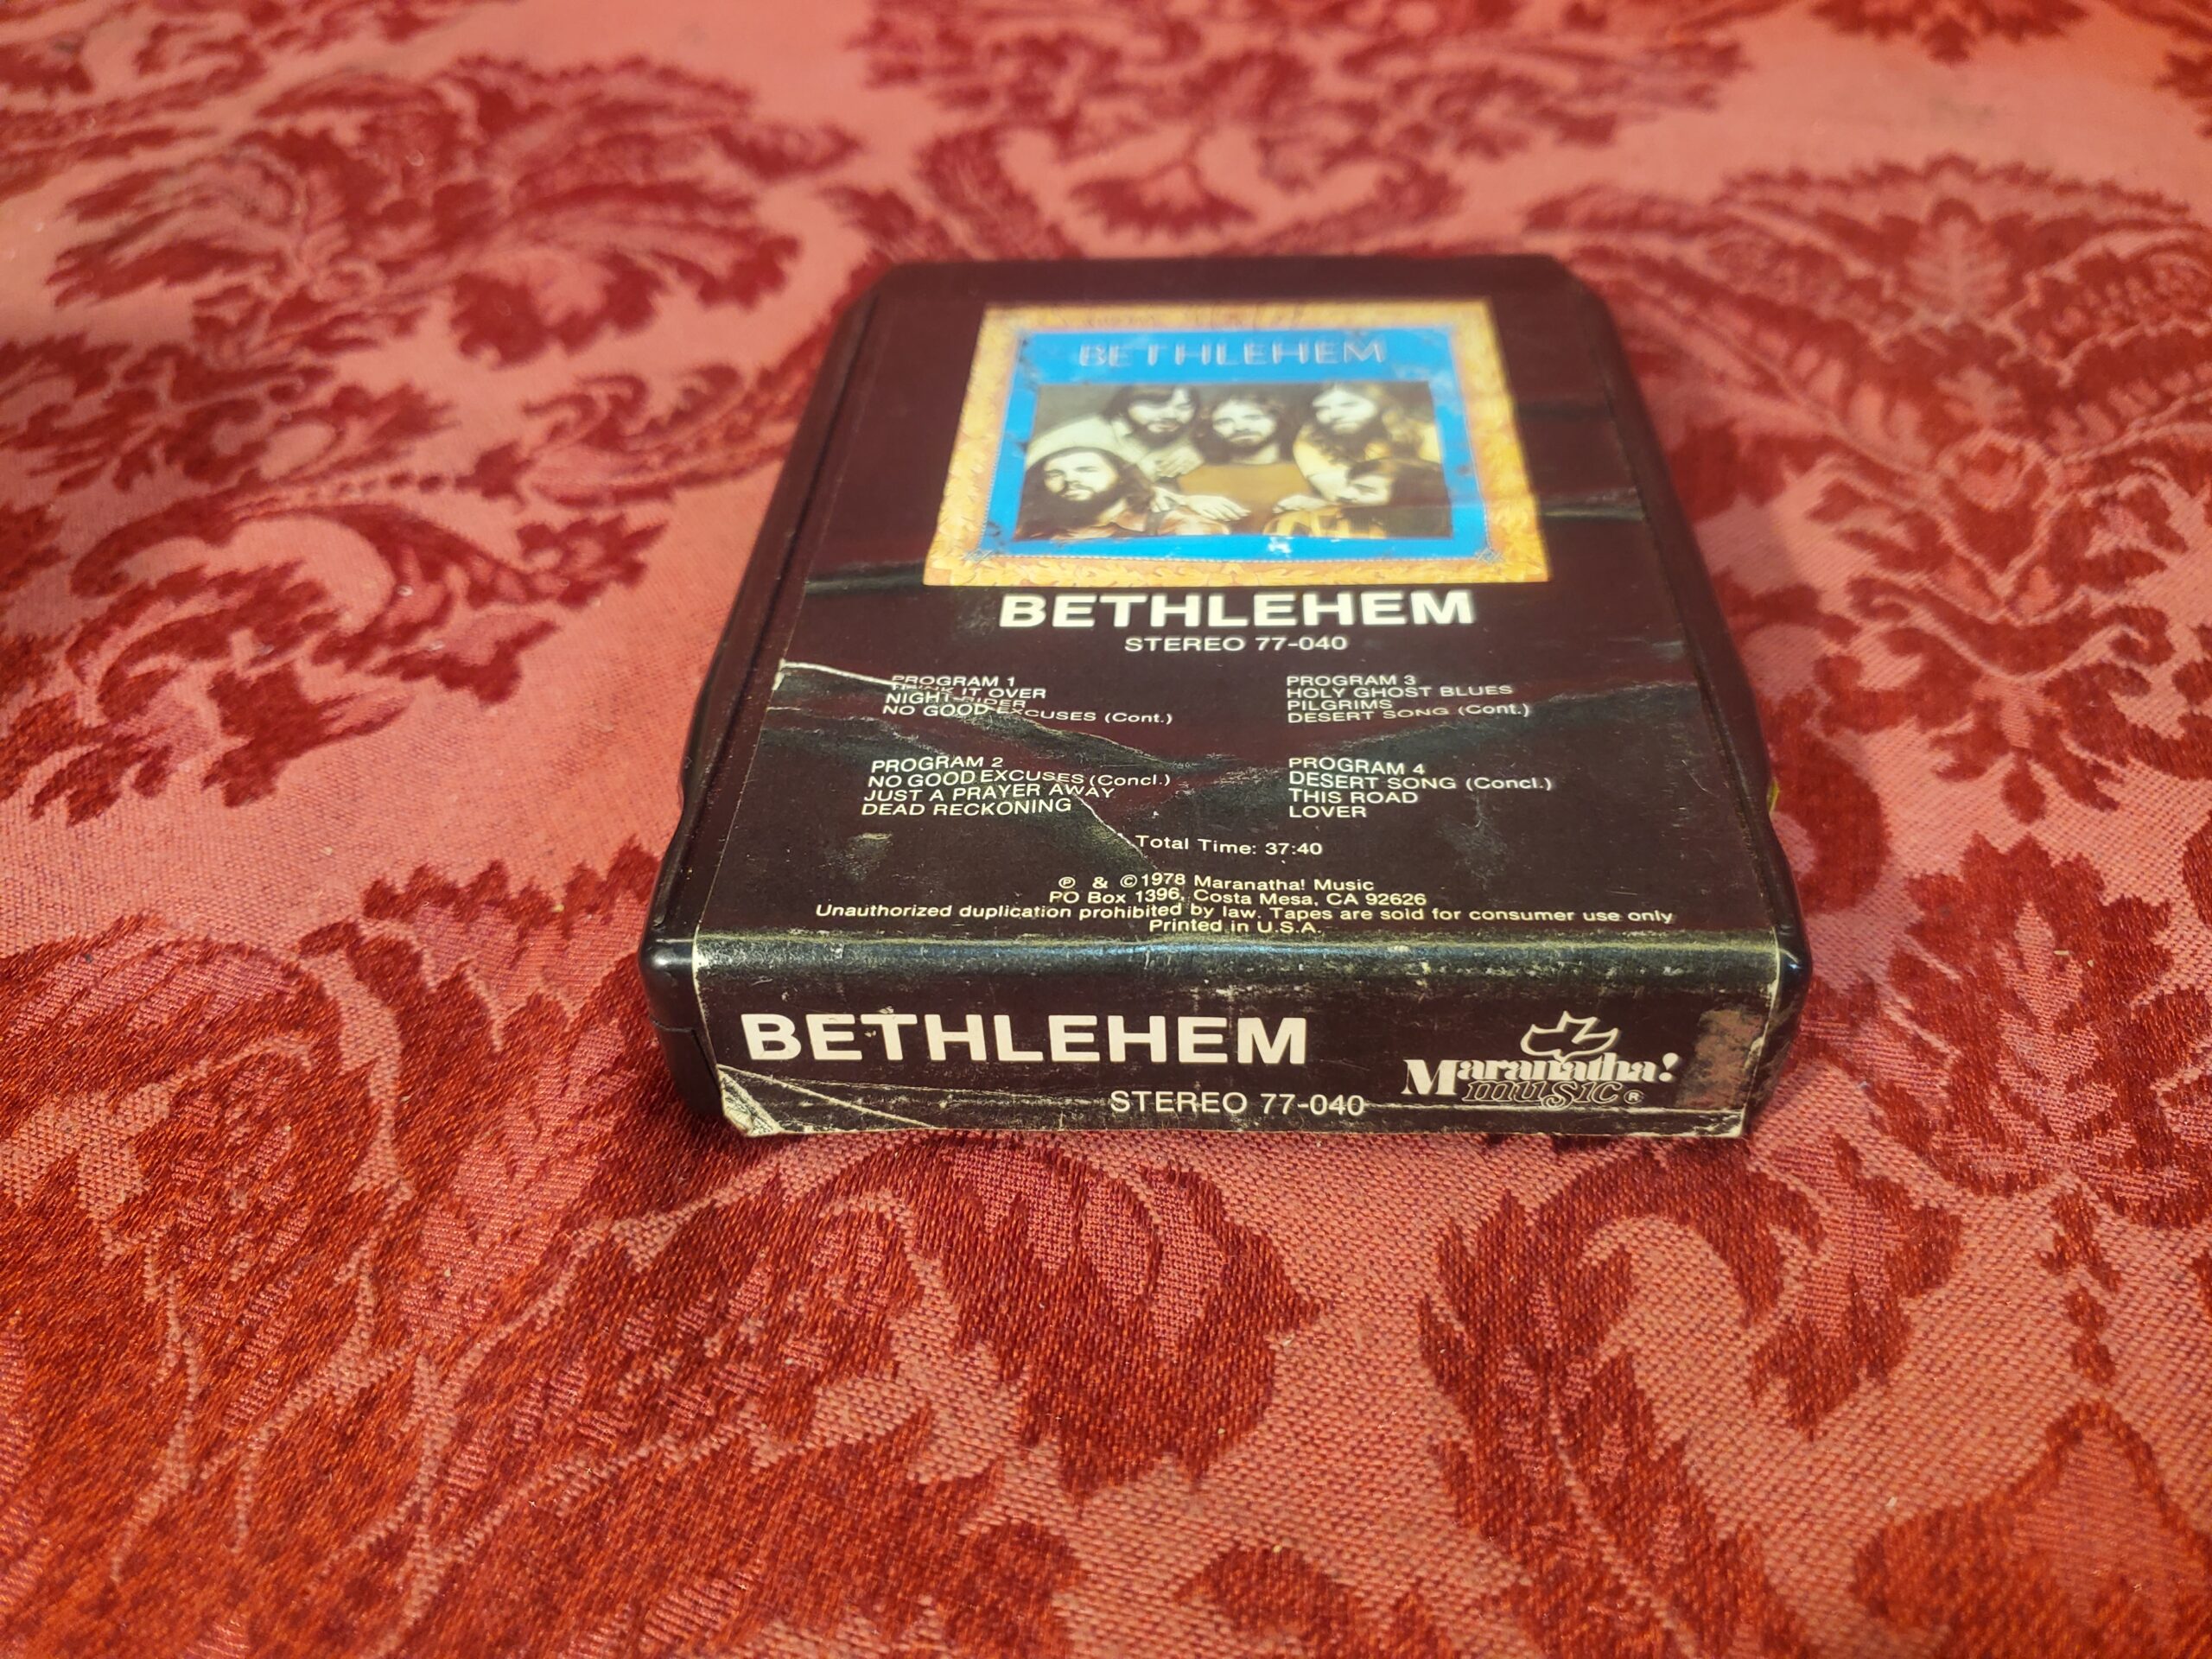 BETHLEHEM
BETHLEHEM
STEREO 77-040
PROGRAM 1
THINK IT OVER
NIGHT RIDER
NO GOOD EXCUSES (Cont.)
PROGRAM 2
NO GOOD EXCUSES (Concl.)
JUST A PRAYER AWAY
DEAD RECKONING
PROGRAM 3
HOLY GHOST BLUES
PILGRIMS
DESERT SONG (Cont.)
PROGRAM 4
DESERT SONG (Concl.)
THIS ROAD
LOVER
Total Time: 37:40
℗ & ©1978 Maranatha! Music
PO Box 1396, Costa Mesa, CA 92626
Unauthorized duplication prohibited by law. Tapes are sold for consumer use only
Printed in U.S.A.
BETHLEHEM
STEREO 77-040
Maranatha!
music®